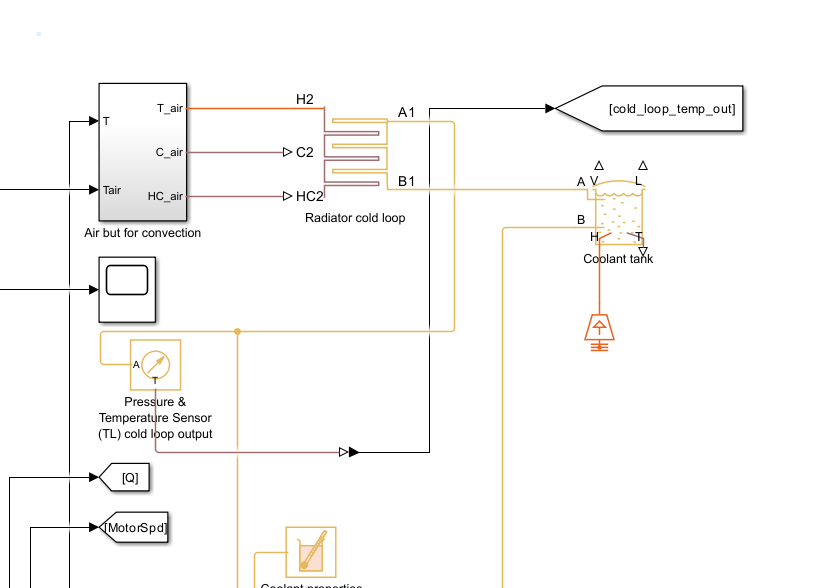 H2
T_air
A1
[cold_loop_temp_out]
T
C_air
C2
B1
A
V
L
Tair
HC_air
HC2
Radiator cold loop
B
Air but for convection
H
T
Coolant tank
A
T
Pressure &
Temperature Sensor
(TL) cold loop output
[Q]
[MotorSpd]
Coolant properties